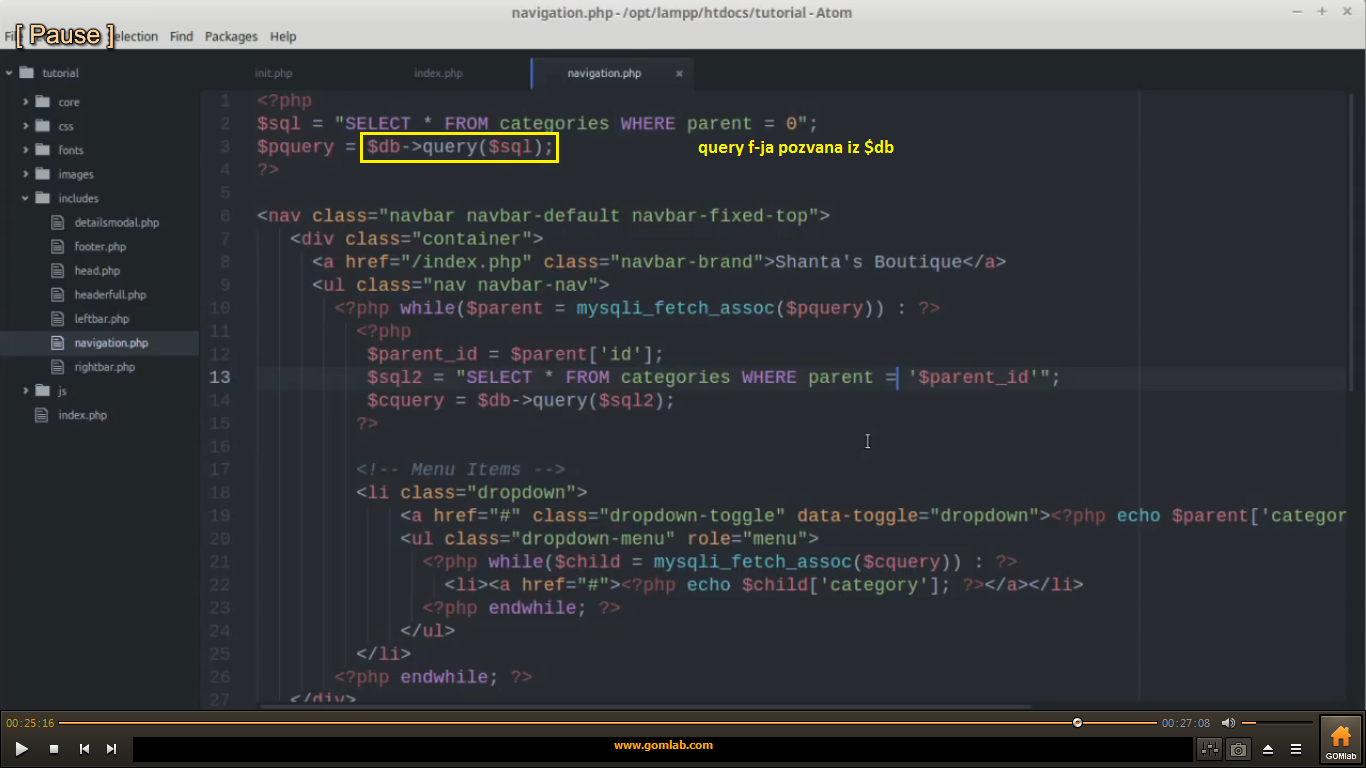 navigation.php - /opt/lampp/htdocs/tutorial - Atom
[ Pause ] election Find Packages Help
tutorial
init.php index.php navigation.php
core
css
fonts
images
includes
detailsmodal.php
footer.php
head.php
headerfull.php
leftbar.php
navigation.php
rightbar.php
js
index.php
1 <?php
2 $sql = "SELECT * FROM categories WHERE parent = 0";
3 $pquery = $db->query($sql); query f-ja pozvana iz $db
4 ?>
5
6 <nav class="navbar navbar-default navbar-fixed-top">
7 <div class="container">
8 <a href="/index.php" class="navbar-brand">Shanta's Boutique</a>
9 <ul class="nav navbar-nav">
10 <?php while($parent = mysqli_fetch_assoc($pquery)) : ?>
11 <?php
12 $parent_id = $parent['id'];
13 $sql2 = "SELECT * FROM categories WHERE parent = '$parent_id'";
14 $cquery = $db->query($sql2);
15 ?>
16
17 <!-- Menu Items -->
18 <li class="dropdown">
19 <a href="#" class="dropdown-toggle" data-toggle="dropdown"><?php echo $parent['categor
20 <ul class="dropdown-menu" role="menu">
21 <?php while($child = mysqli_fetch_assoc($cquery)) : ?>
22 <li><a href="#"><?php echo $child['category']; ?></a></li>
23 <?php endwhile; ?>
24 </ul>
25 </li>
26 <?php endwhile; ?>
27 </div>
00:25:16 00:27:08
www.gomlab.com
GOMlab